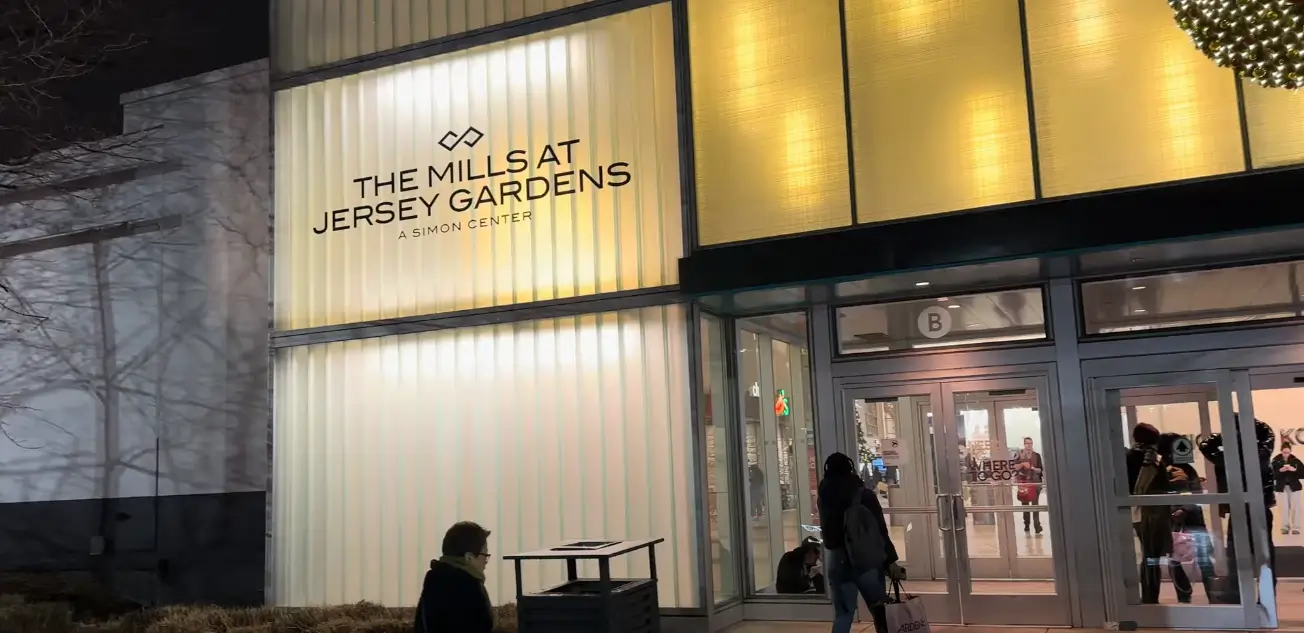 THE MILLS AT
JERSEY GARDENS
A SIMON CENTER
B
WHERE
TO GO?